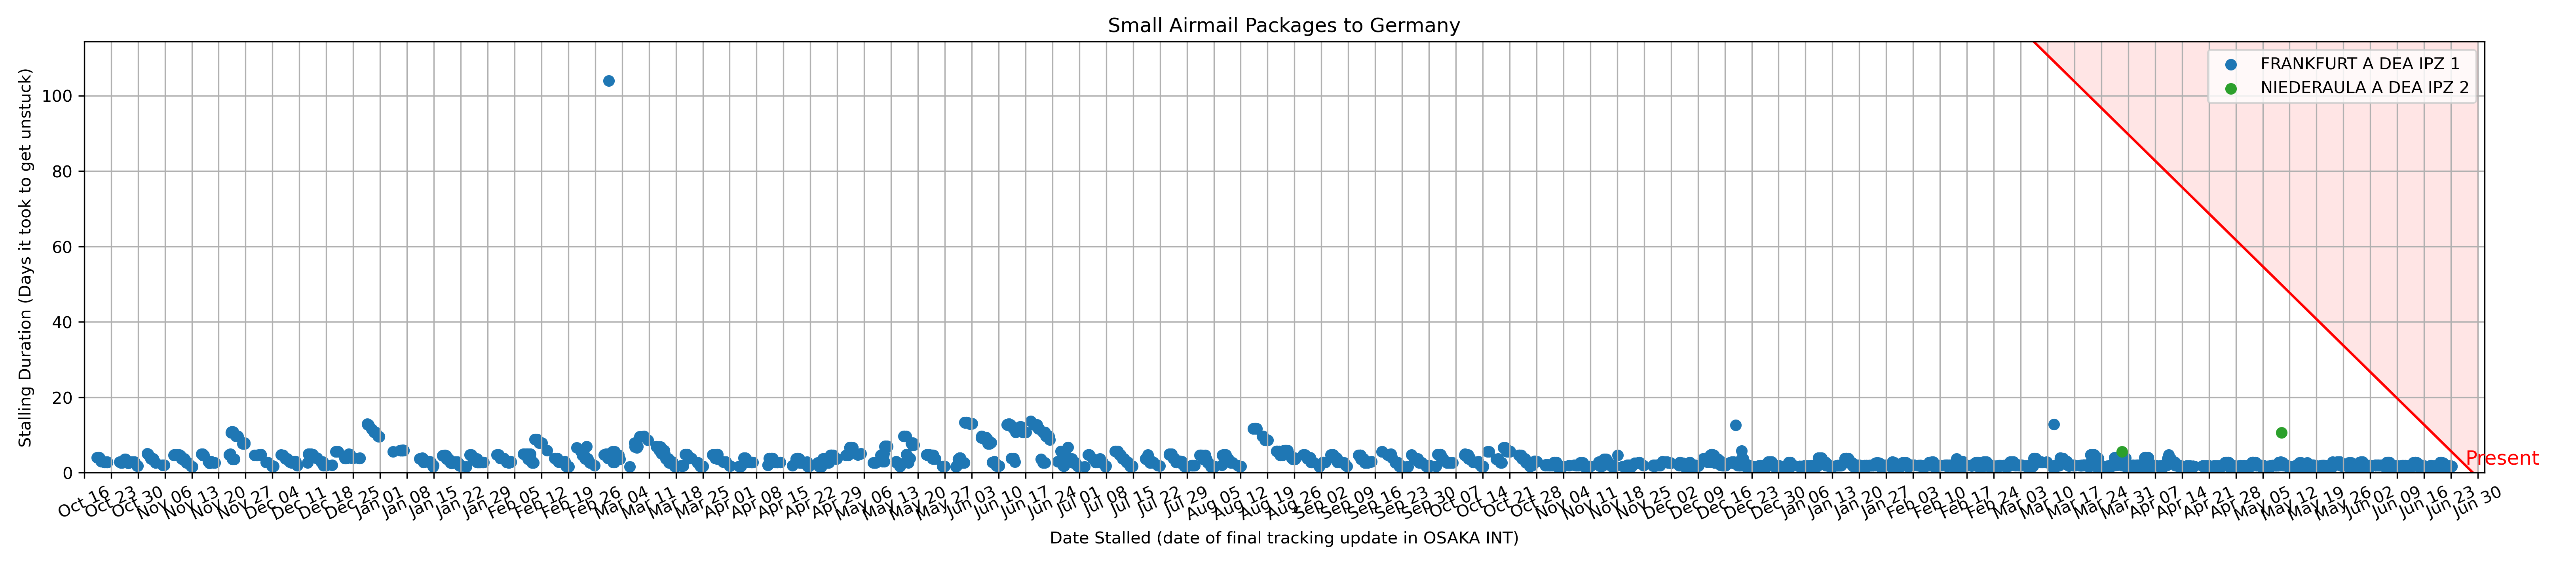 Small Airmail Packages to Germany
FRANKFURT A DEA IPZ 1
NIEDERAULA A DEA IPZ 2
Stalling Duration (Days it took to get unstuck)
100
80
60
40
20
0
Present
Oct 16
Oct 23
Oct 30
Nov 06
Nov 13
Nov 20
Nov 27
Dec 04
Dec 11
Dec 18
Dec 25
Jan 01
Jan 08
Jan 15
Jan 22
Jan 29
Feb 05
Feb 12
Feb 19
Feb 26
Mar 04
Mar 11
Mar 18
Mar 25
Apr 01
Apr 08
Apr 15
Apr 22
Apr 29
May 06
May 13
May 20
May 27
Jun 03
Jun 10
Jun 17
Jun 24
Jul 01
Jul 08
Jul 15
Jul 22
Jul 29
Aug 05
Aug 12
Aug 19
Aug 26
Sep 02
Sep 09
Sep 16
Sep 23
Sep 30
Oct 07
Oct 14
Oct 21
Oct 28
Nov 04
Nov 11
Nov 18
Nov 25
Dec 02
Dec 09
Dec 16
Dec 23
Dec 30
Jan 06
Jan 13
Jan 20
Jan 27
Feb 03
Feb 10
Feb 17
Feb 24
Mar 03
Mar 10
Mar 17
Mar 24
Mar 31
Apr 07
Apr 14
Apr 21
Apr 28
May 05
May 12
May 19
May 26
Jun 02
Jun 09
Jun 16
Jun 23
Jun 30
Date Stalled (date of final tracking update in OSAKA INT)